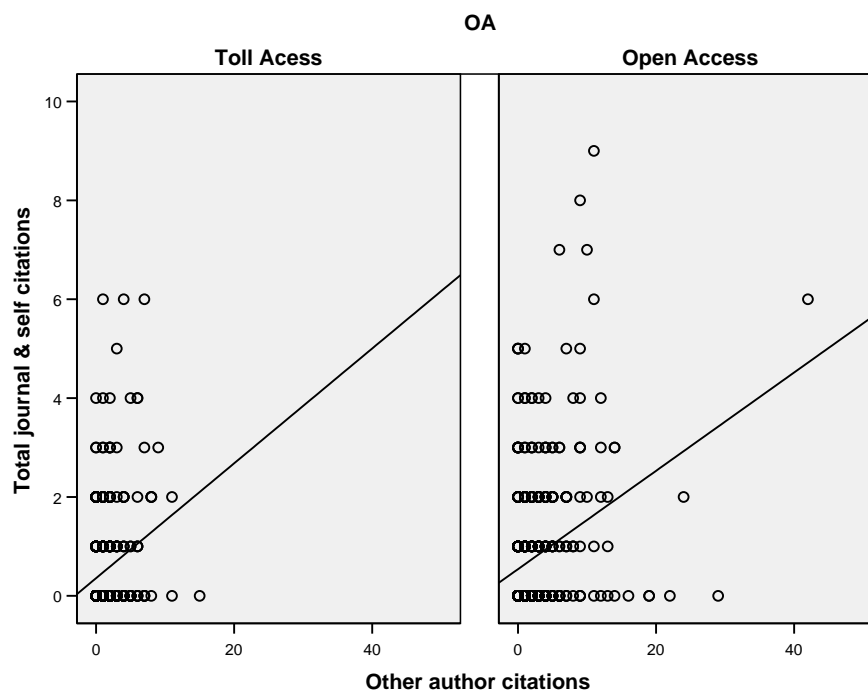 OA
Toll Acess
Open Access
Total journal & self citations
10
8
6
4
2
0
0
20
40
0
20
40
Other author citations